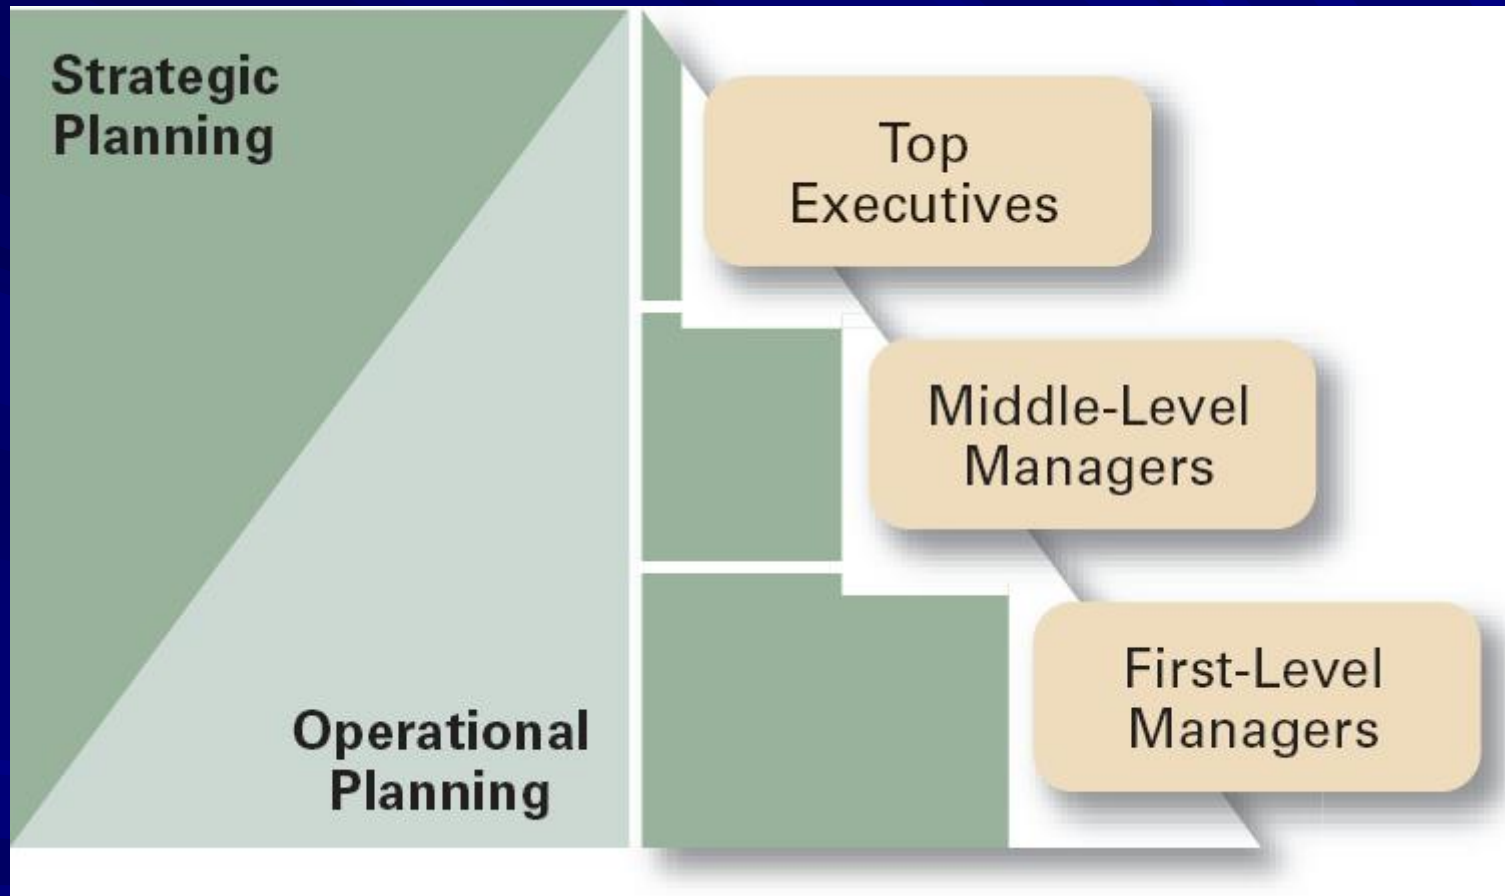 Strategic
Planning
Top
Executives
Middle-Level
Managers
First-Level
Managers
Operational
Planning